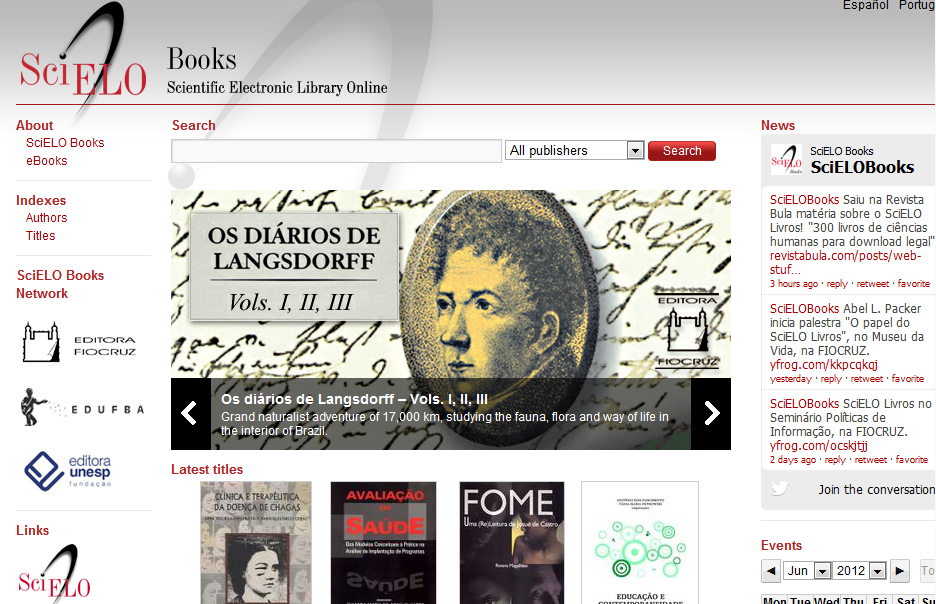 Español Portug
SciELO
Books
Scientific Electronic Library Online
About
SciELO Books
eBooks
Indexes
Authors
Titles
SciELO Books
Network
EDITORA
FIOCRUZ
EDUFBA
editora
unesp
fundação
Links
SciELO
Search
All publishers
Search
OS DIÁRIOS DE
LANGSDORFF
Vols. I, II, III
EDITORA
FIOCRUZ
Os diários de Langsdorff – Vols. I, II, III
Grand naturalist adventure of 17,000 km, studying the fauna, flora and way of life in
the interior of Brazil.
Latest titles
CLÍNICA E TERAPÊUTICA
DA DOENÇA DE CHAGAS
AVALIAÇÃO
EM
SAÚDE
Dos Modelos Conceituais à Prática na
Análise da Implantação de Programas
FOME
Uma (Re)Leitura de Josué de Castro
Rosana Magalhães
EDUCAÇÃO E
CONTEMPORANEIDADE
News
SciELO
Books
SciELO Books
SciELOBooks
SciELOBooks Saiu na Revista
Bula matéria sobre o SciELO
Livros! "300 livros de ciências
humanas para download legal"
revistabula.com/posts/web-
stuf...
3 hours ago · reply · retweet · favorite
SciELOBooks Abel L. Packer
inicia palestra "O papel do
SciELO Livros", no Museu da
Vida, na FIOCRUZ.
yfrog.com/kkpcqkqj
yesterday · reply · retweet · favorite
SciELOBooks SciELO Livros no
Seminário Políticas de
Informação, na FIOCRUZ.
yfrog.com/ocskjtjj
2 days ago · reply · retweet · favorite
Join the conversation
Events
Jun 2012 To
Mon Tue Wed Thu Fri Sat Su